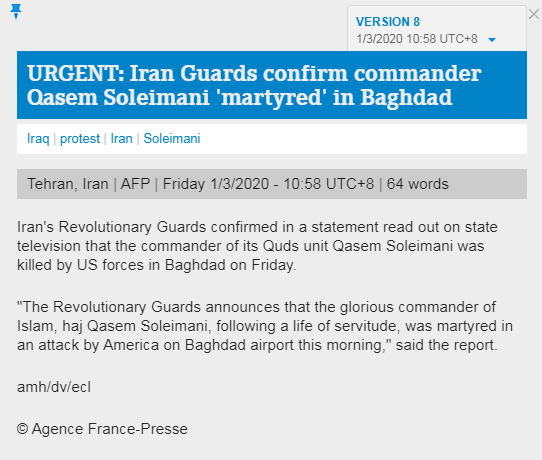 VERSION 8
1/3/2020 10:58 UTC+8
URGENT: Iran Guards confirm commander
Qasem Soleimani 'martyred' in Baghdad
Iraq | protest | Iran | Soleimani
Tehran, Iran | AFP | Friday 1/3/2020 - 10:58 UTC+8 | 64 words
Iran's Revolutionary Guards confirmed in a statement read out on state
television that the commander of its Quds unit Qasem Soleimani was
killed by US forces in Baghdad on Friday.
"The Revolutionary Guards announces that the glorious commander of
Islam, haj Qasem Soleimani, following a life of servitude, was martyred in
an attack by America on Baghdad airport this morning," said the report.
amh/dv/ecl
© Agence France-Presse